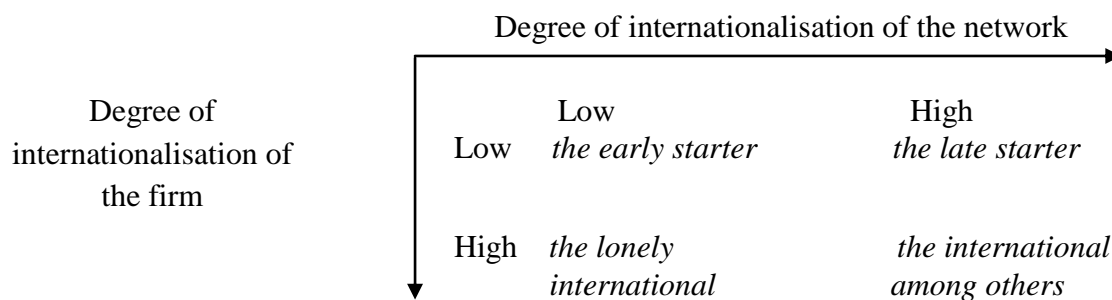 Degree of internationalisation of the network
Degree of
internationalisation of
the firm
Low High
Low the early starter the late starter
High the lonely the international
international among others